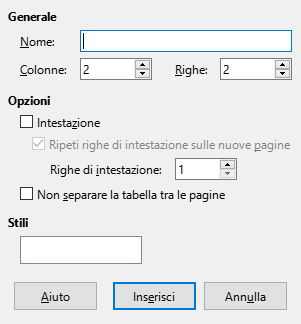 Generale
Nome:
Colonne: 2 Righe: 2
Opzioni
Intestazione
Ripeti righe di intestazione sulle nuove pagine
Righe di intestazione: 1
Non separare la tabella tra le pagine
Stili
Aiuto Inserisci Annulla